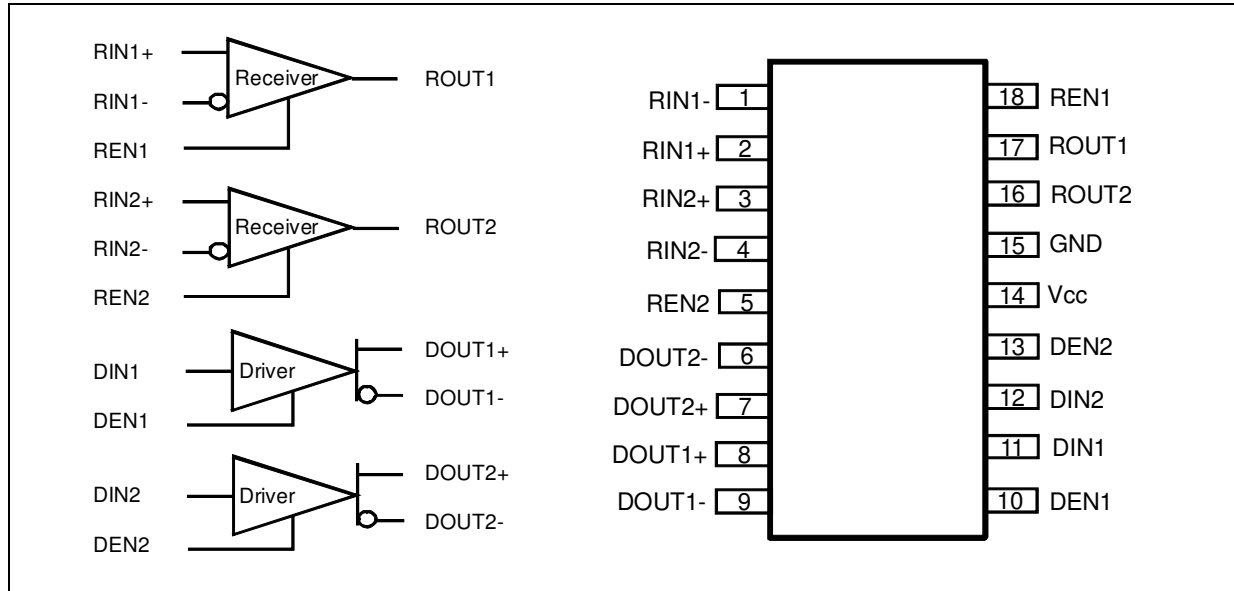 RIN1+
Receiver
ROUT1
RIN1-
REN1
RIN2+
Receiver
ROUT2
RIN2-
REN2
DIN1
Driver
DOUT1+
DOUT1-
DEN1
DIN2
Driver
DOUT2+
DOUT2-
DEN2
RIN1- 1
RIN1+ 2
RIN2+ 3
RIN2- 4
REN2 5
DOUT2- 6
DOUT2+ 7
DOUT1+ 8
DOUT1- 9
18 REN1
17 ROUT1
16 ROUT2
15 GND
14 Vcc
13 DEN2
12 DIN2
11 DIN1
10 DEN1